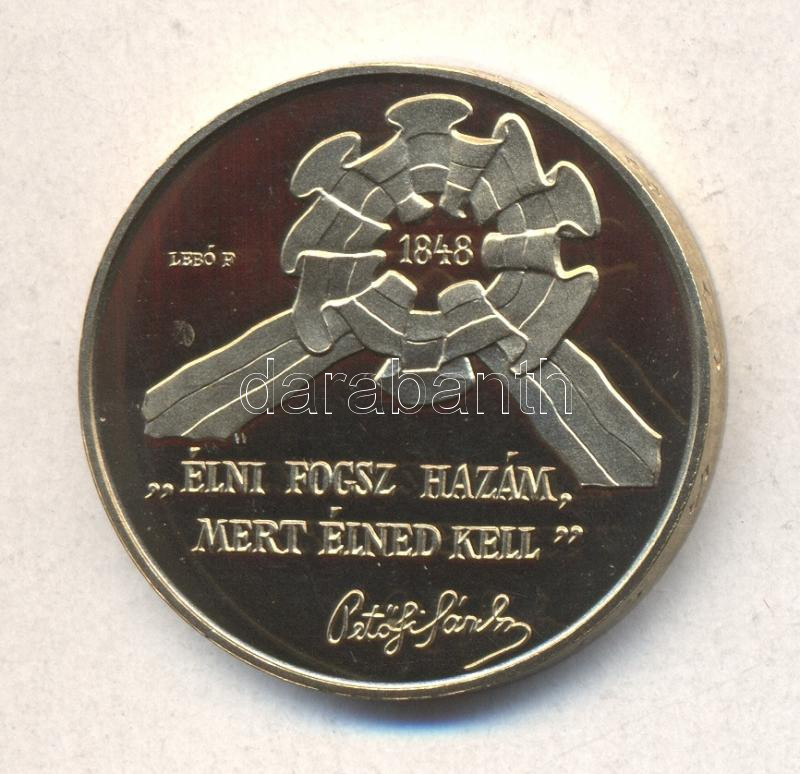 1848
LEBÓ F
darabanth
„ÉLNI FOGSZ HAZÁM,
MERT ÉLNED KELL”
Petőfi Sándor